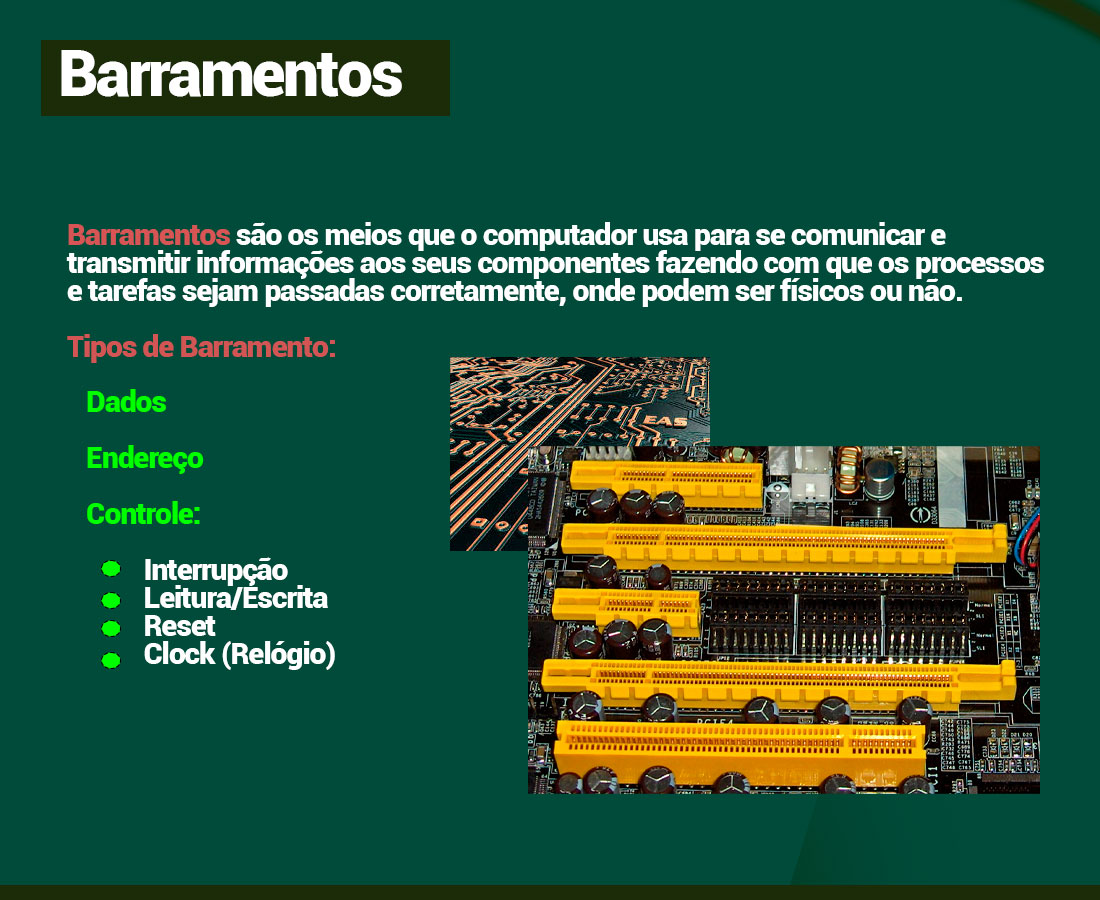 Barramentos
Barramentos são os meios que o computador usa para se comunicar e
transmitir informações aos seus componentes fazendo com que os processos
e tarefas sejam passadas corretamente, onde podem ser físicos ou não.
Tipos de Barramento:
Dados
Endereço
Controle:
Interrupção
Leitura/Escrita
Reset
Clock (Relógio)
EAS